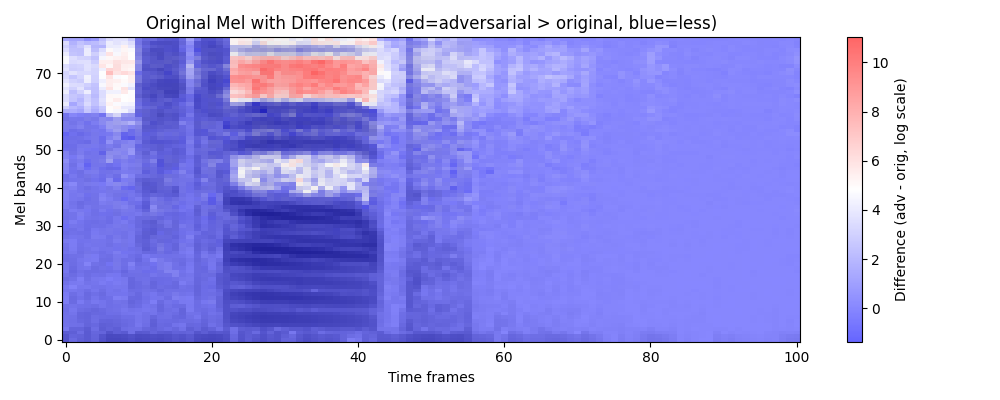 Original Mel with Differences (red=adversarial > original, blue=less)
Mel bands
70
60
50
40
30
20
10
0
0 20 40 60 80 100
Time frames
10
8
6
4
2
0
Difference (adv - orig, log scale)